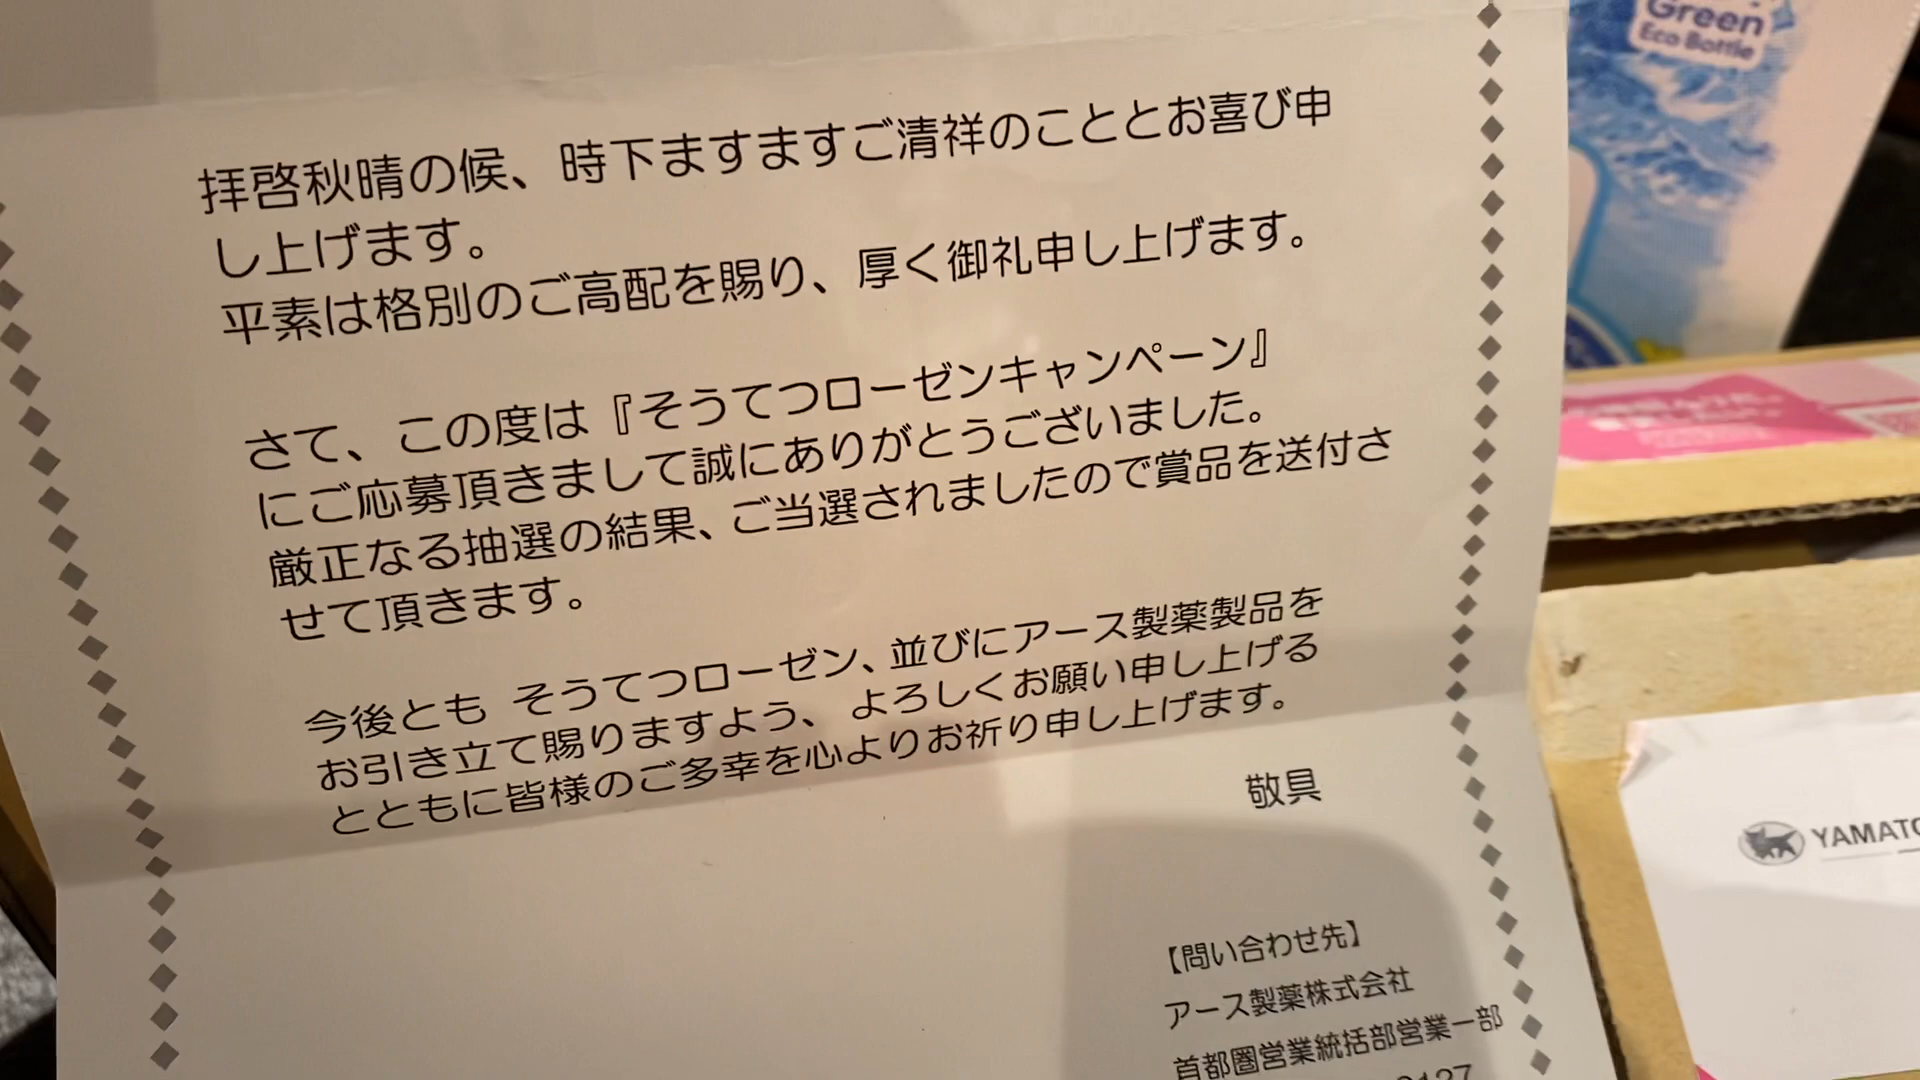 拝啓秋晴の候、時下ますますご清祥のこととお喜び申
し上げます。
平素は格別のご高配を賜り、厚く御礼申し上げます。
さて、この度は『そうてつローゼンキャンペーン』
にご応募頂きまして誠にありがとうございました。
厳正なる抽選の結果、ご当選されましたので賞品を送付さ
せて頂きます。
今後とも そうてつローゼン、並びにアース製薬製品を
お引き立て賜りますよう、よろしくお願い申し上げる
とともに皆様のご多幸を心よりお祈り申し上げます。
敬具
【問い合わせ先】
アース製薬株式会社
首都圏営業統括部営業一部
Green
Eco Bottle
YAMATO